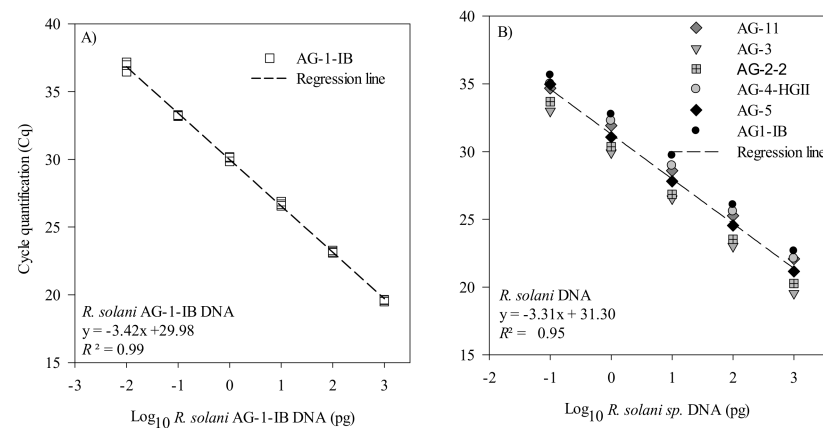 A)
AG-1-IB
Regression line
Cycle quantification (Cq)
40
35
30
25
20
15
R. solani AG-1-IB DNA
y = -3.42x +29.98
R² = 0.99
-3 -2 -1 0 1 2 3
Log10 R. solani AG-1-IB DNA (pg)
B)
AG-11
AG-3
AG-2-2
AG-4-HGII
AG-5
AG1-IB
Regression line
40
35
30
25
20
15
R. solani DNA
y = -3.31x + 31.30
R² = 0.95
-2 -1 0 1 2 3
Log10 R. solani sp. DNA (pg)